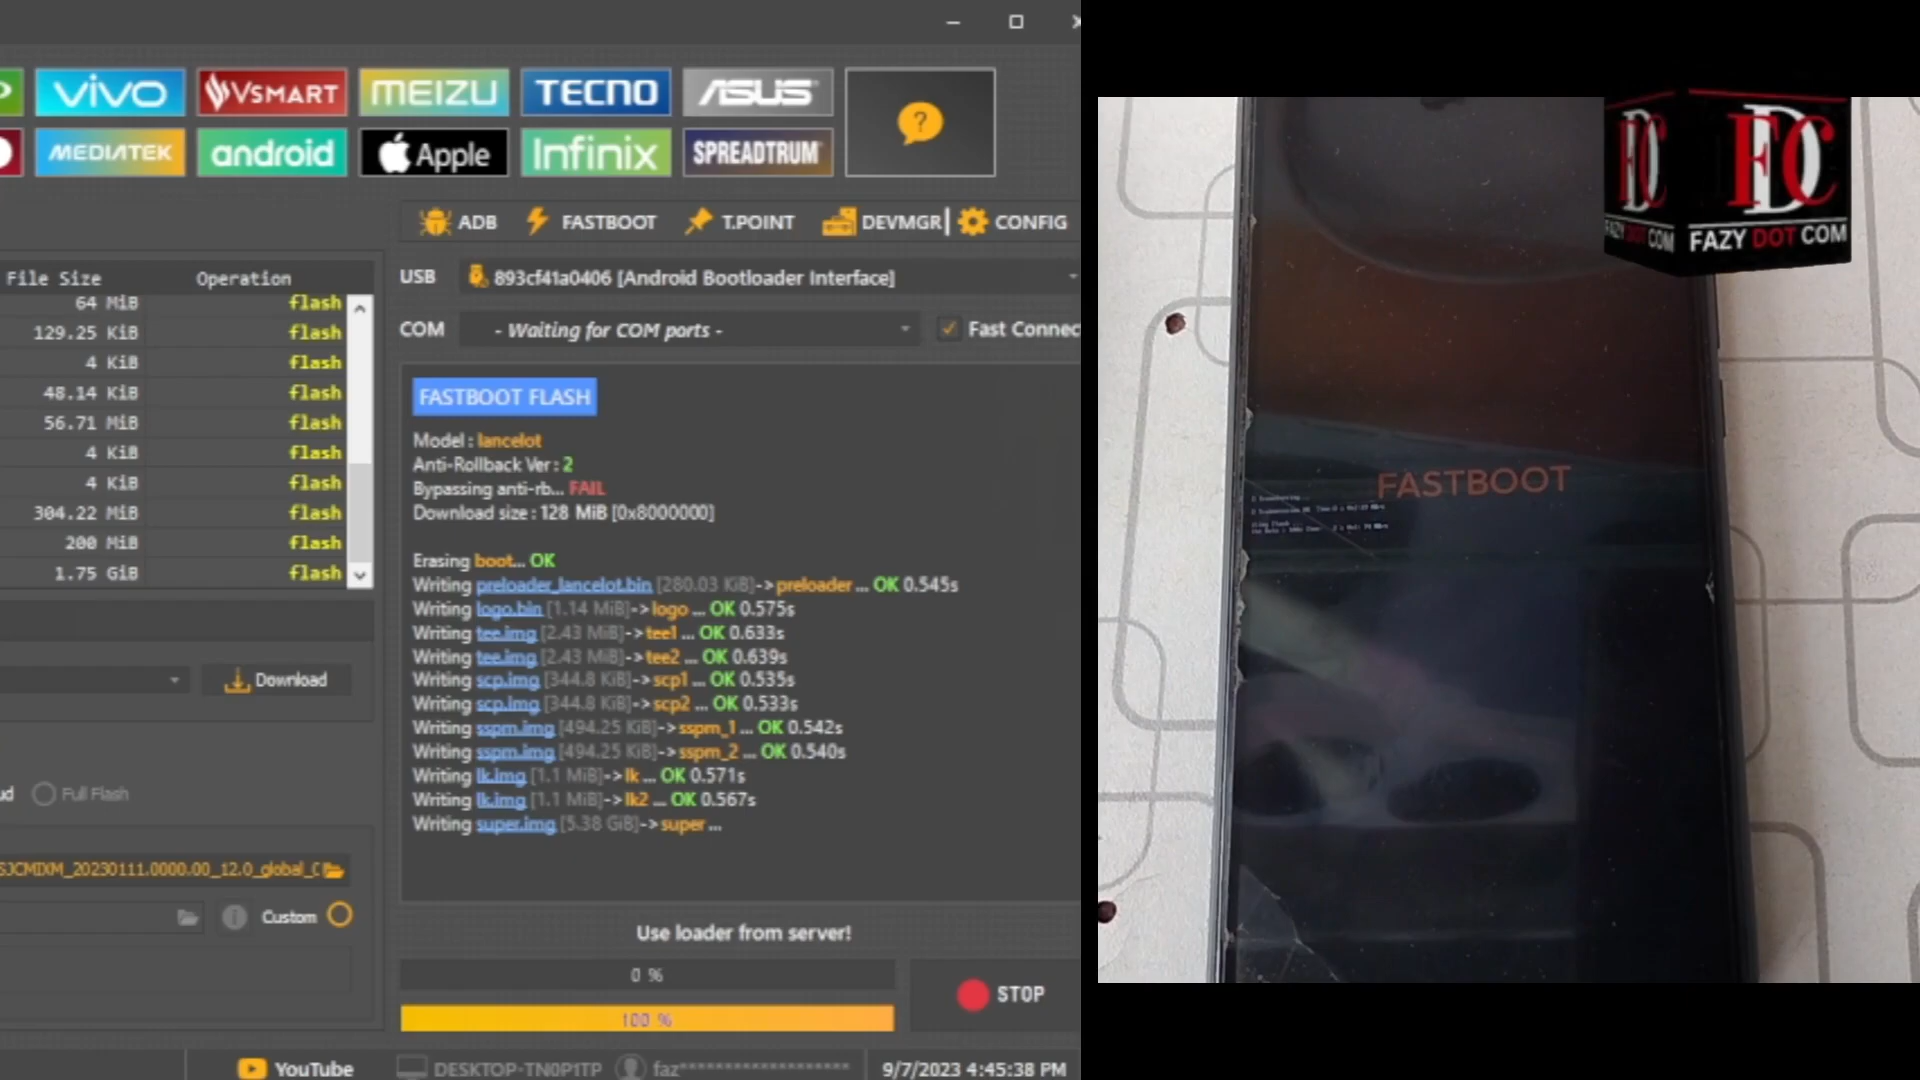 vivo VSMART MEIZU TECNO ASUS ?
MEDIATEK android Apple Infinix SPREADTRUM
ADB FASTBOOT T.POINT DEVMGR CONFIG
File Size Operation
64 MiB flash
129.25 KiB flash
4 KiB flash
48.14 KiB flash
56.71 MiB flash
4 KiB flash
4 KiB flash
304.22 MiB flash
200 MiB flash
1.75 GiB flash
Download
Full Flash
SJCMIXM_20230111.0000.00_12.0_global_
Custom
USB 893cf41a0406 [Android Bootloader Interface]
COM - Waiting for COM ports - Fast Connec
FASTBOOT FLASH
Model : lancelot
Anti-Rollback Ver : 2
Bypassing anti-rb... FAIL
Download size : 128 MiB [0x8000000]
Erasing boot... OK
Writing preloader_lancelot.bin [280.03 KiB]-> preloader ... OK 0.545s
Writing logo.bin [1.14 MiB]-> logo ... OK 0.575s
Writing tee.img [2.43 MiB]-> tee1 ... OK 0.633s
Writing tee.img [2.43 MiB]-> tee2 ... OK 0.639s
Writing scp.img [344.8 KiB]-> scp1 ... OK 0.535s
Writing scp.img [344.8 KiB]-> scp2 ... OK 0.533s
Writing sspm.img [494.25 KiB]-> sspm_1 ... OK 0.542s
Writing sspm.img [494.25 KiB]-> sspm_2 ... OK 0.540s
Writing lk.img [1.1 MiB]-> lk ... OK 0.571s
Writing lk.img [1.1 MiB]-> lk2 ... OK 0.567s
Writing super.img [5.38 GiB]-> super ...
Use loader from server!
0 %
100 %
STOP
YouTube DESKTOP-TN0P1TP faz******************** 9/7/2023 4:45:38 PM
FDC FDC
FAZY DOT COM FAZY DOT COM
FASTBOOT